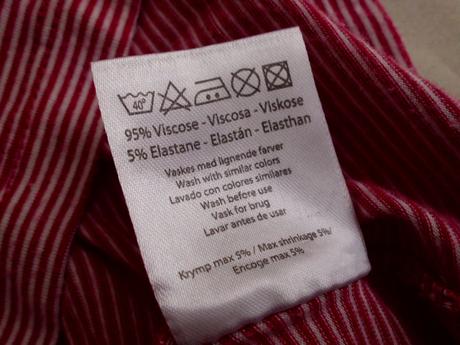 40°
95% Viscose - Viscosa - Viskose
5% Elastane - Elastán - Elasthan
Vaskes med lignende farver
Wash with similar colors
Lavado con colores similares
Wash before use
Vask før brug
Lavar antes de usar
Krymp max 5% / Max shrinkage 5%/
Encoge max 5%